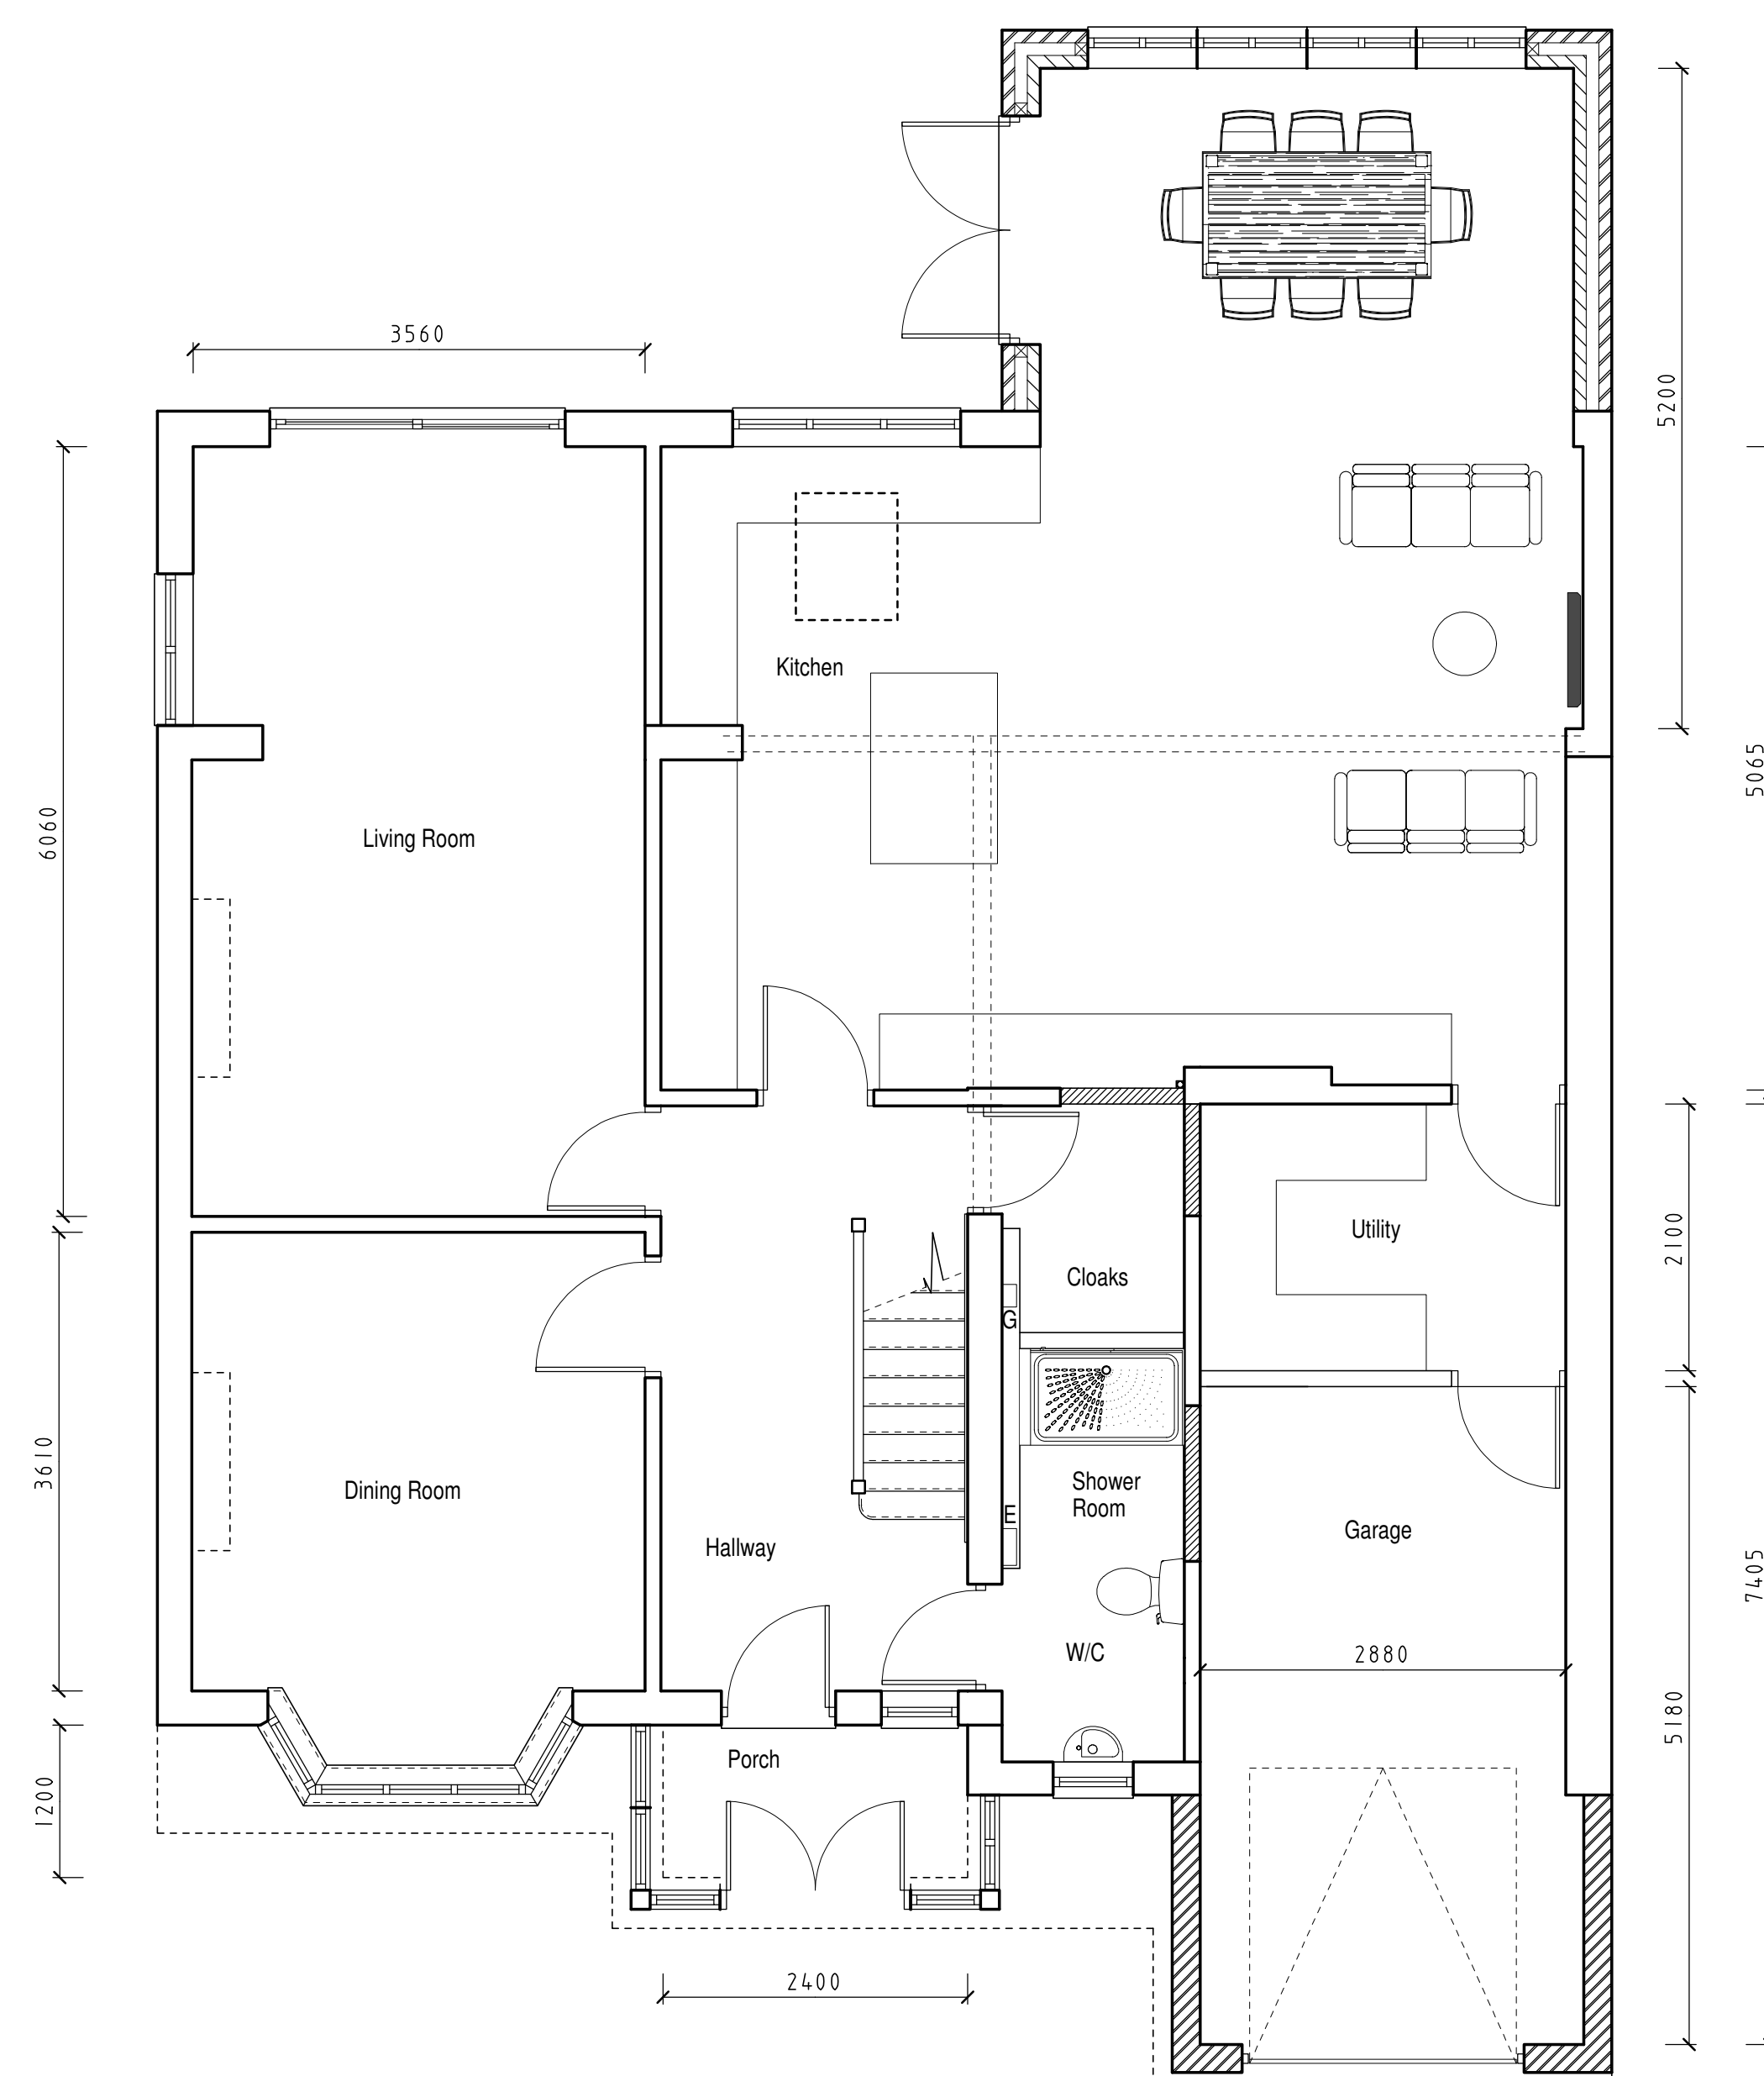 3560
5200
Kitchen
5065
6060
Living Room
2100
Utility
Cloaks
G
3610
Dining Room
Shower
Room
E
Garage
Hallway
7405
W/C
2880
5180
Porch
1200
2400